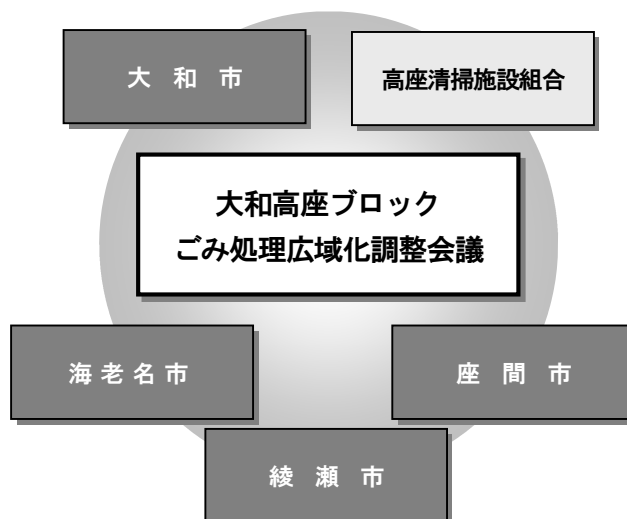 大和市
高座清掃施設組合
大和高座ブロック
ごみ処理広域化調整会議
海老名市
座間市
綾瀬市